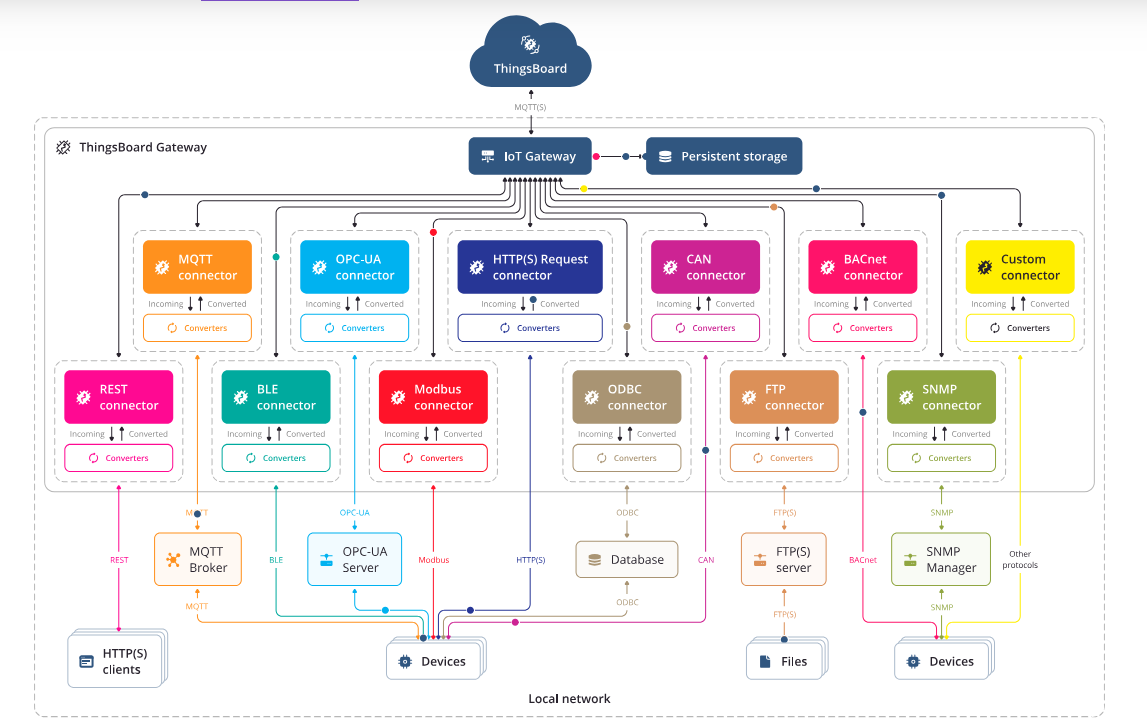 ThingsBoard
MQTT(S)
ThingsBoard Gateway
IoT Gateway
Persistent storage
MQTT
connector
Incoming
Converted
Converters
OPC-UA
connector
Incoming
Converted
Converters
HTTP(S) Request
connector
Incoming
Converted
Converters
CAN
connector
Incoming
Converted
Converters
BACnet
connector
Incoming
Converted
Converters
Custom
connector
Incoming
Converted
Converters
REST
connector
Incoming
Converted
Converters
BLE
connector
Incoming
Converted
Converters
Modbus
connector
Incoming
Converted
Converters
ODBC
connector
Incoming
Converted
Converters
FTP
connector
Incoming
Converted
Converters
SNMP
connector
Incoming
Converted
Converters
MQTT
OPC-UA
ODBC
FTP(S)
SNMP
REST
MQTT
Broker
BLE
OPC-UA
Server
Modbus
HTTP(S)
Database
CAN
FTP(S)
server
BACnet
SNMP
Manager
Other
protocols
MQTT
ODBC
FTP(S)
SNMP
HTTP(S)
clients
Devices
Files
Devices
Local network